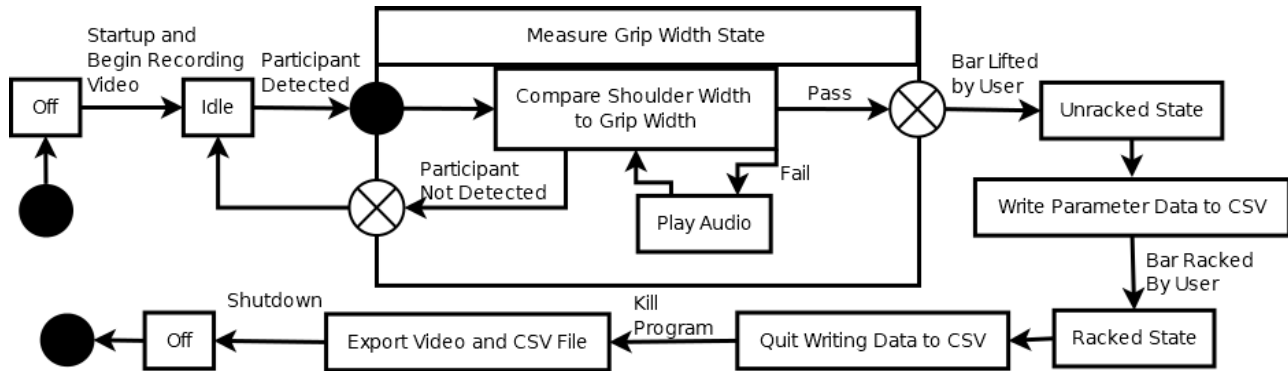 Measure Grip Width State
Startup and
Begin Recording
Video
Participant
Detected
Off
Idle
Compare Shoulder Width
to Grip Width
Pass
Bar Lifted
by User
Unracked State
Participant
Not Detected
Fail
Play Audio
Write Parameter Data to CSV
Bar Racked
By User
Shutdown
Kill
Program
Off
Export Video and CSV File
Quit Writing Data to CSV
Racked State